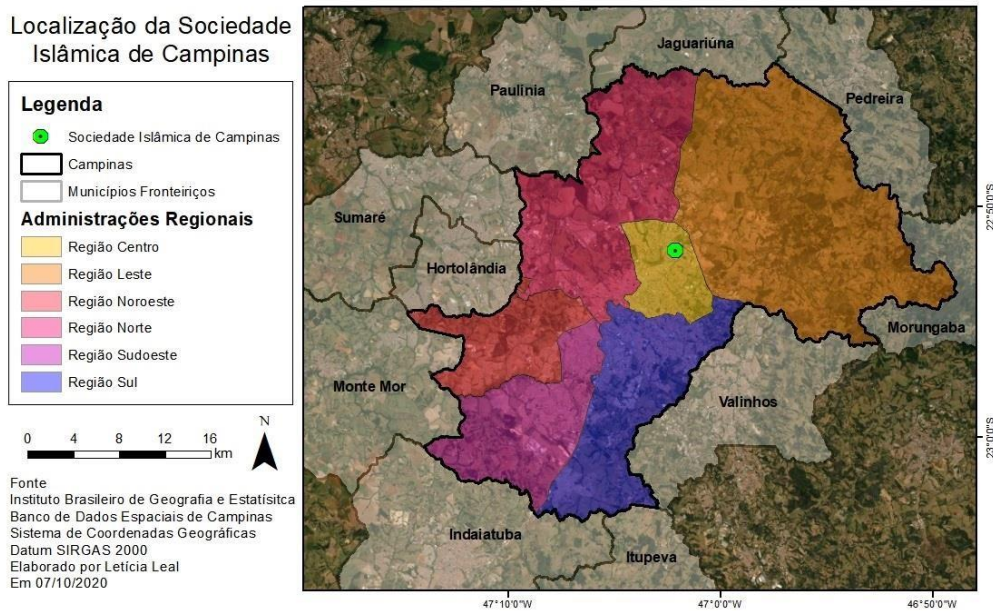 Localização da Sociedade
Islâmica de Campinas
Legenda
Sociedade Islâmica de Campinas
Campinas
Municípios Fronteiriços
Administrações Regionais
Região Centro
Região Leste
Região Noroeste
Região Norte
Região Sudoeste
Região Sul
0 4 8 12 16
km
N
Fonte
Instituto Brasileiro de Geografia e Estatísitca
Banco de Dados Espaciais de Campinas
Sistema de Coordenadas Geográficas
Datum SIRGAS 2000
Elaborado por Letícia Leal
Em 07/10/2020
Jaguariúna
Paulínia
Pedreira
Sumaré
Hortolândia
Morungaba
Monte Mor
Valinhos
Indaiatuba
Itupeva
22°50'0"S
23°0'0"S
47°10'0"W
47°0'0"W
46°50'0"W